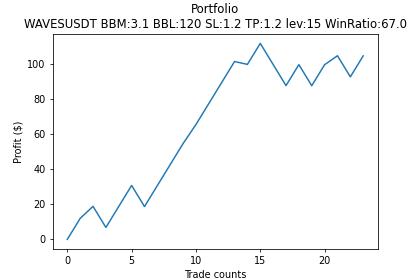 Portfolio
WAVESUSDT BBM:3.1 BBL:120 SL:1.2 TP:1.2 lev:15 WinRatio:67.0
100
80
60
40
20
0
Profit ($)
0 5 10 15 20
Trade counts